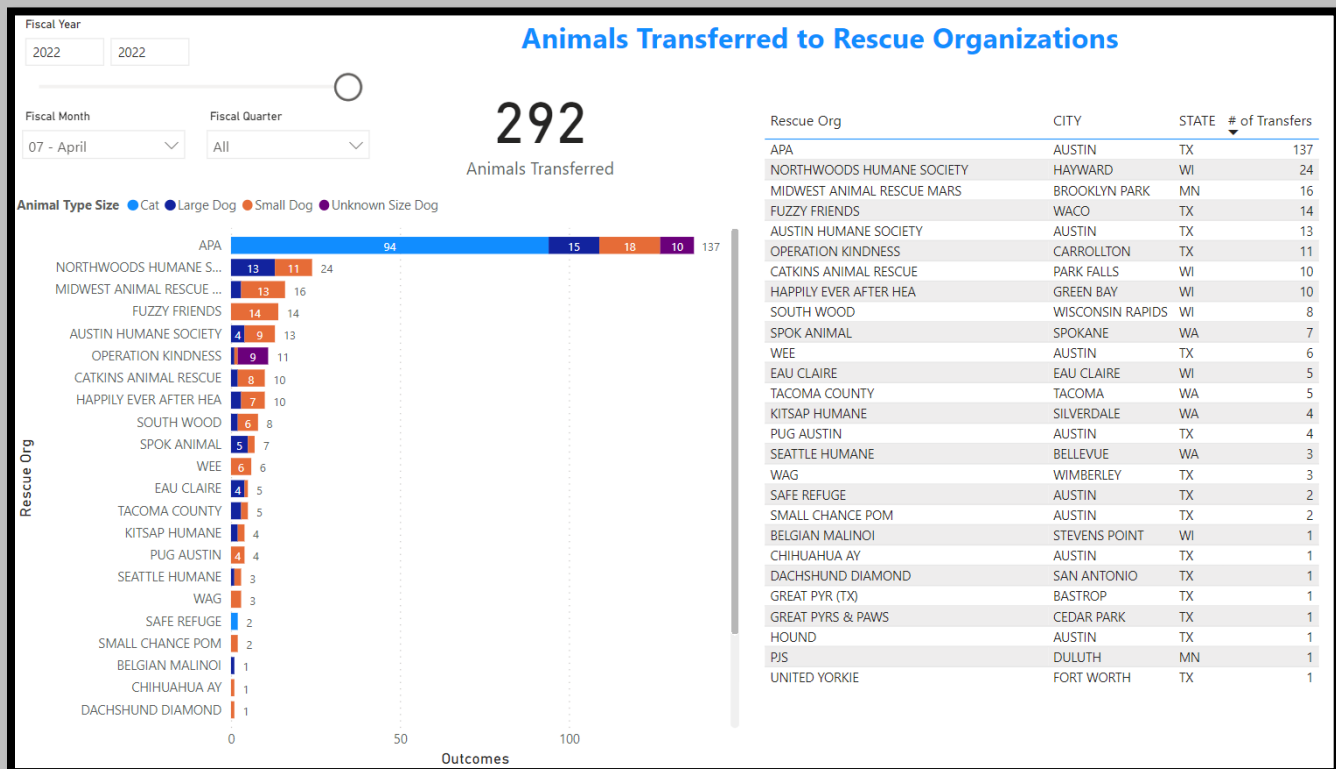 Fiscal Year
2022 2022
Animals Transferred to Rescue Organizations
Fiscal Month Fiscal Quarter
07 - April All
292
Animals Transferred
Animal Type Size Cat Large Dog Small Dog Unknown Size Dog
Rescue Org
APA 94 15 18 10 137
NORTHWOODS HUMANE S... 13 11 24
MIDWEST ANIMAL RESCUE ... 13 16
FUZZY FRIENDS 14 14
AUSTIN HUMANE SOCIETY 4 9 13
OPERATION KINDNESS 9 11
CATKINS ANIMAL RESCUE 8 10
HAPPILY EVER AFTER HEA 7 10
SOUTH WOOD 6 8
SPOK ANIMAL 5 7
WEE 6 6
EAU CLAIRE 4 5
TACOMA COUNTY 5
KITSAP HUMANE 4
PUG AUSTIN 4 4
SEATTLE HUMANE 3
WAG 3
SAFE REFUGE 2
SMALL CHANCE POM 2
BELGIAN MALINOI 1
CHIHUAHUA AY 1
DACHSHUND DIAMOND 1
0 50 100
Outcomes
Rescue Org CITY STATE # of Transfers
APA AUSTIN TX 137
NORTHWOODS HUMANE SOCIETY HAYWARD WI 24
MIDWEST ANIMAL RESCUE MARS BROOKLYN PARK MN 16
FUZZY FRIENDS WACO TX 14
AUSTIN HUMANE SOCIETY AUSTIN TX 13
OPERATION KINDNESS CARROLLTON TX 11
CATKINS ANIMAL RESCUE PARK FALLS WI 10
HAPPILY EVER AFTER HEA GREEN BAY WI 10
SOUTH WOOD WISCONSIN RAPIDS WI 8
SPOK ANIMAL SPOKANE WA 7
WEE AUSTIN TX 6
EAU CLAIRE EAU CLAIRE WI 5
TACOMA COUNTY TACOMA WA 5
KITSAP HUMANE SILVERDALE WA 4
PUG AUSTIN AUSTIN TX 4
SEATTLE HUMANE BELLEVUE WA 3
WAG WIMBERLEY TX 3
SAFE REFUGE AUSTIN TX 2
SMALL CHANCE POM AUSTIN TX 2
BELGIAN MALINOI STEVENS POINT WI 1
CHIHUAHUA AY AUSTIN TX 1
DACHSHUND DIAMOND SAN ANTONIO TX 1
GREAT PYR (TX) BASTROP TX 1
GREAT PYRS & PAWS CEDAR PARK TX 1
HOUND AUSTIN TX 1
PJS DULUTH MN 1
UNITED YORKIE FORT WORTH TX 1